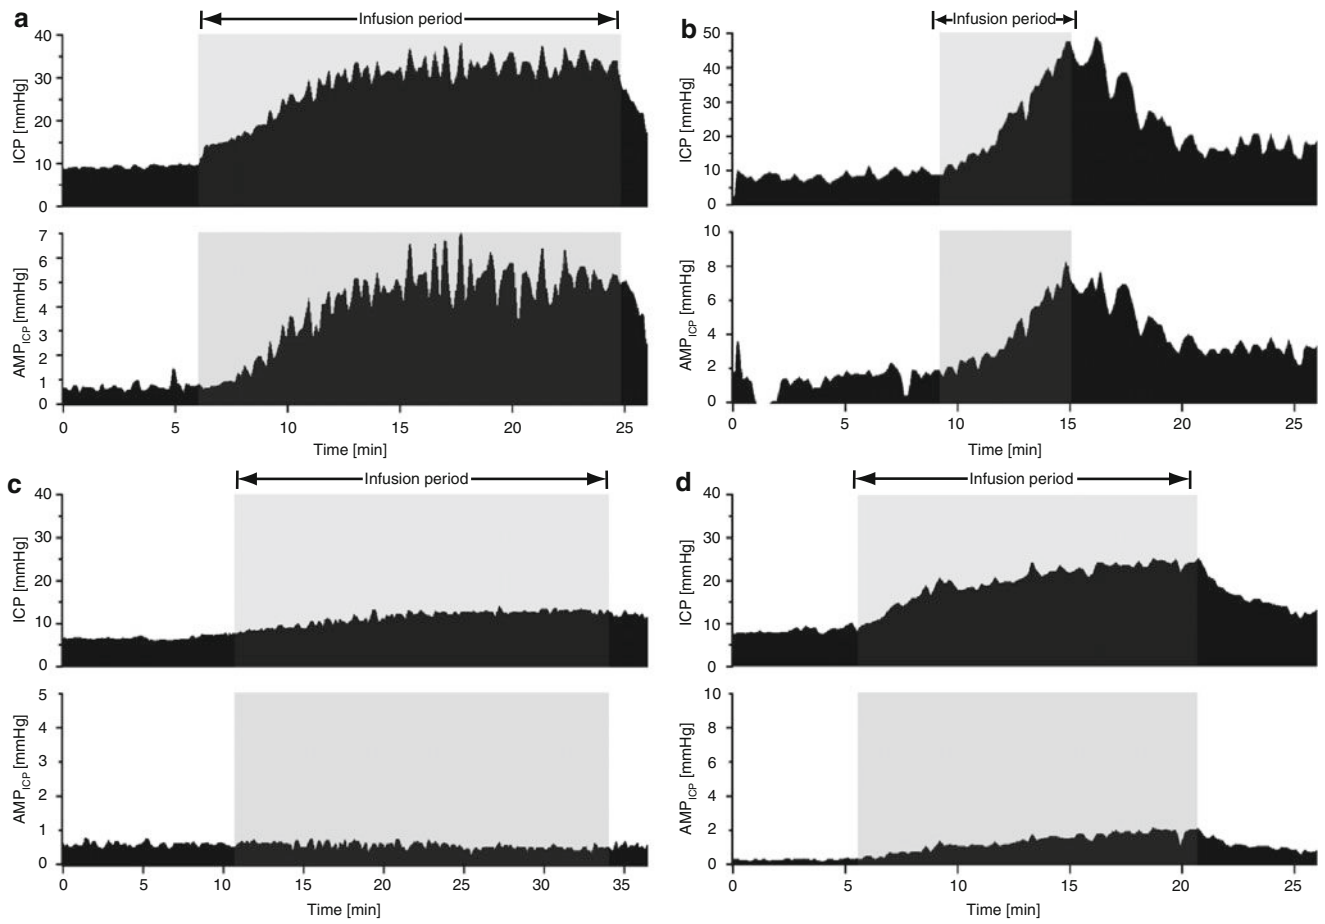 a
Infusion period
40
30
20
10
0
ICP [mmHg]
7
6
5
4
3
2
1
0
AMP_ICP [mmHg]
0 5 10 15 20 25
Time [min]
b
Infusion period
50
40
30
20
10
0
ICP [mmHg]
10
8
6
4
2
0
AMP_ICP [mmHg]
0 5 10 15 20 25
Time [min]
c
Infusion period
40
30
20
10
0
ICP [mmHg]
5
4
3
2
1
0
AMP_ICP [mmHg]
0 5 10 15 20 25 30 35
Time [min]
d
Infusion period
40
30
20
10
0
ICP [mmHg]
10
8
6
4
2
0
AMP_ICP [mmHg]
0 5 10 15 20 25
Time [min]